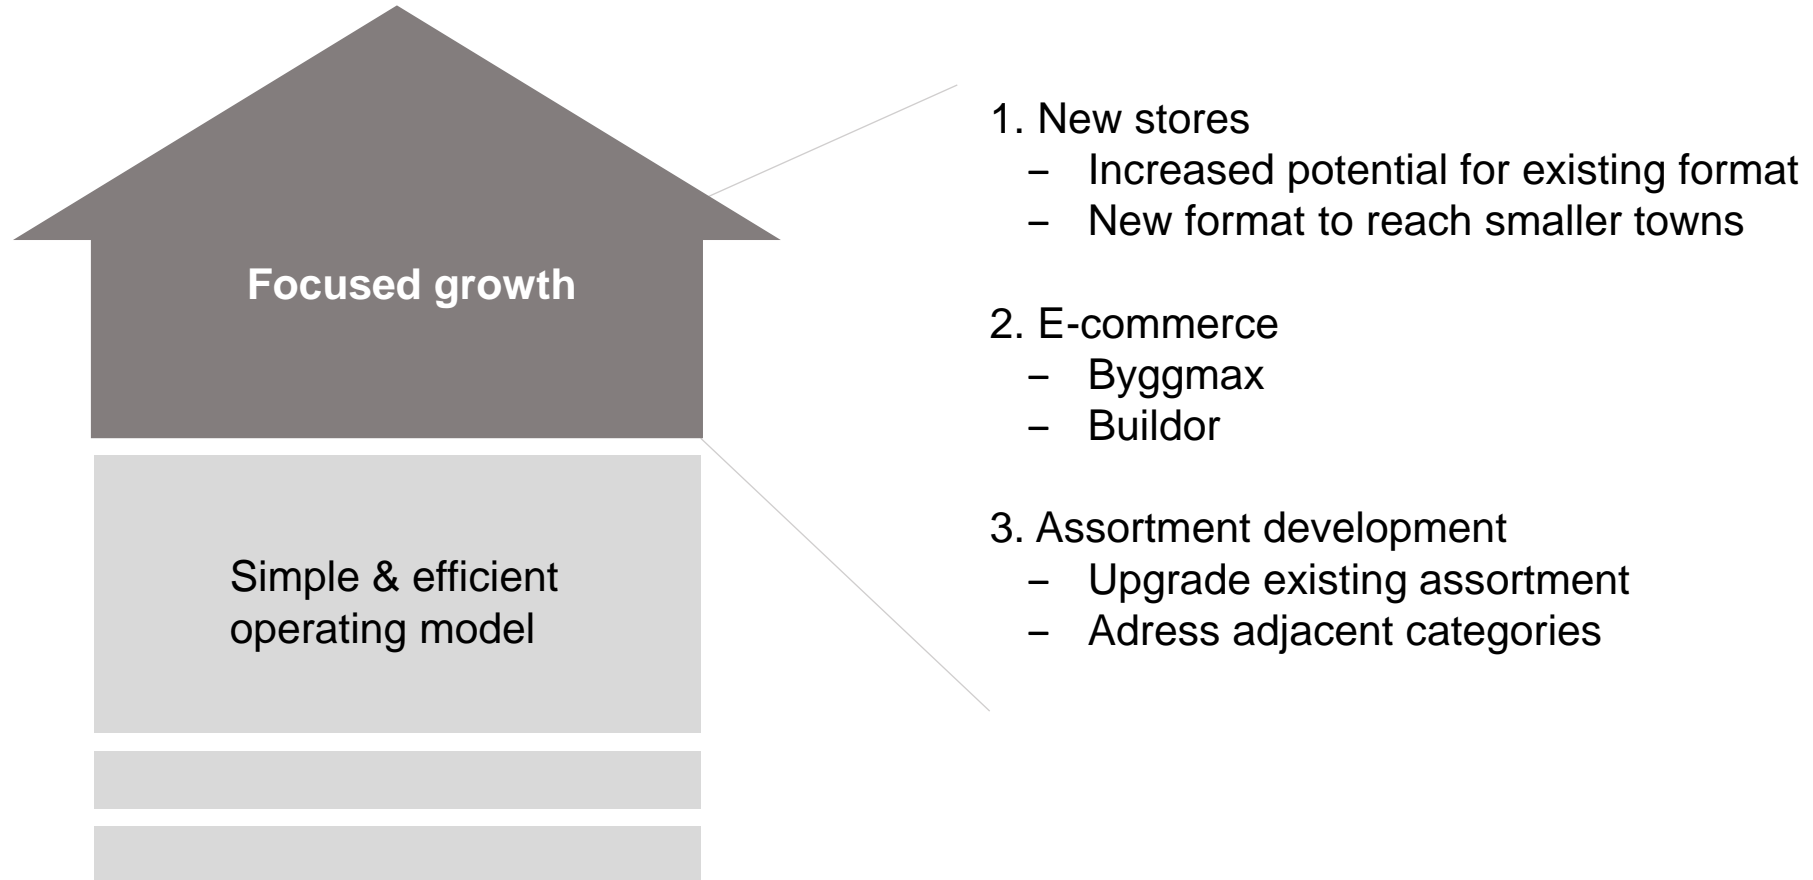 Focused growth
Simple & efficient
operating model
1. New stores
– Increased potential for existing format
– New format to reach smaller towns
2. E-commerce
– Byggmax
– Buildor
3. Assortment development
– Upgrade existing assortment
– Adress adjacent categories